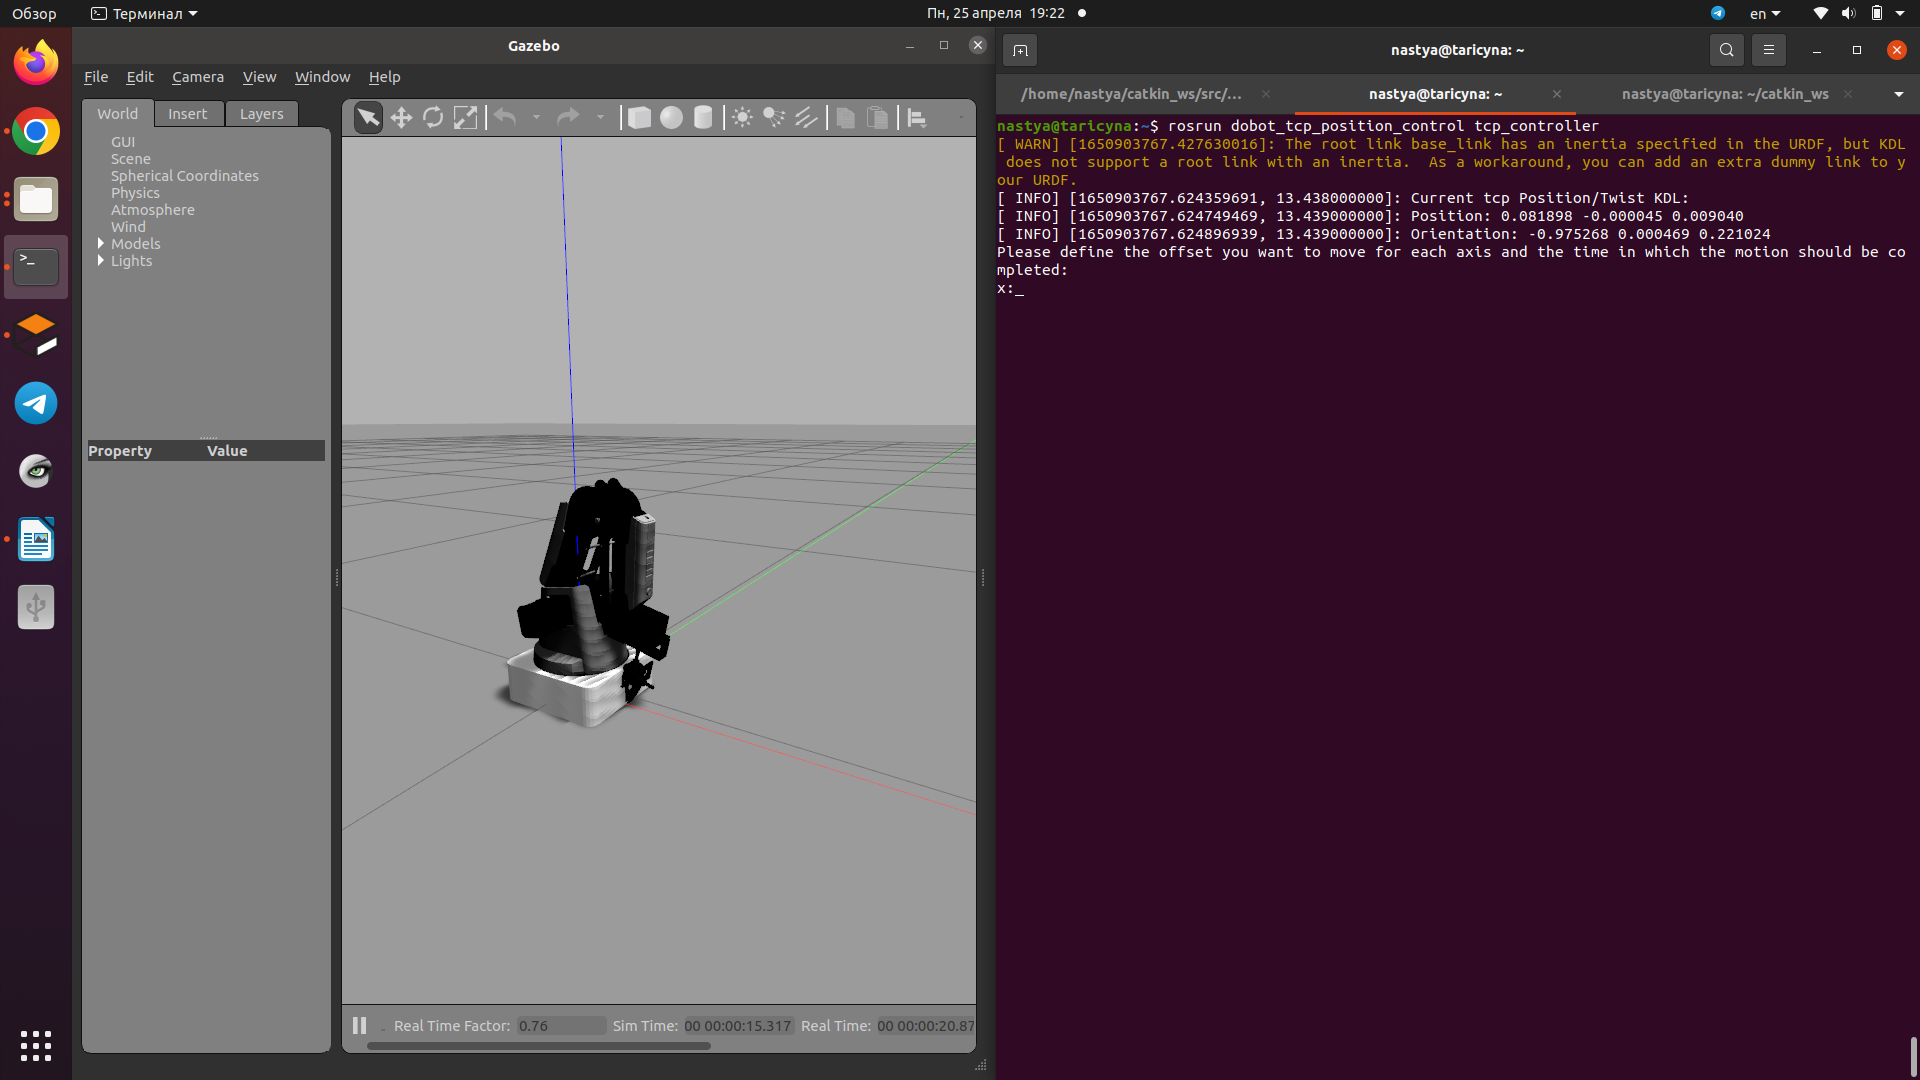 Обзор
Терминал
Пн, 25 апреля 19:22
en
Gazebo
File Edit Camera View Window Help
World Insert Layers
GUI
Scene
Spherical Coordinates
Physics
Atmosphere
Wind
Models
Lights
Property Value
Real Time Factor: 0.76 Sim Time: 00 00:00:15.317 Real Time: 00 00:00:20.87
nastya@taricyna: ~
/home/nastya/catkin_ws/src/...
nastya@taricyna: ~
nastya@taricyna: ~/catkin_ws
nastya@taricyna:~$ rosrun dobot_tcp_position_control tcp_controller
[ WARN] [1650903767.427630016]: The root link base_link has an inertia specified in the URDF, but KDL
does not support a root link with an inertia.  As a workaround, you can add an extra dummy link to y
our URDF.
[ INFO] [1650903767.624359691, 13.438000000]: Current tcp Position/Twist KDL:
[ INFO] [1650903767.624749469, 13.439000000]: Position: 0.081898 -0.000045 0.009040
[ INFO] [1650903767.624896939, 13.439000000]: Orientation: -0.975268 0.000469 0.221024
Please define the offset you want to move for each axis and the time in which the motion should be co
mpleted:
x:_